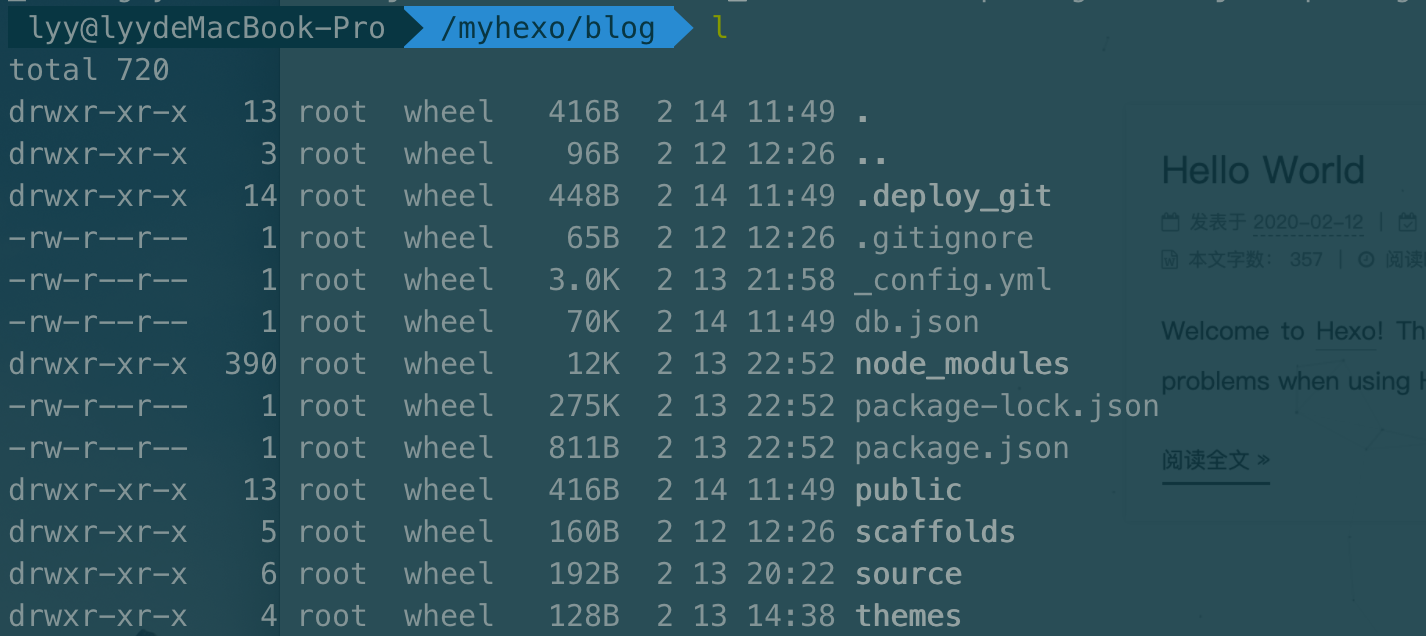 lyy@lyydeMacBook-Pro /myhexo/blog l
total 720
drwxr-xr-x 13 root wheel 416B 2 14 11:49 .
drwxr-xr-x 3 root wheel 96B 2 12 12:26 ..
drwxr-xr-x 14 root wheel 448B 2 14 11:49 .deploy_git
-rw-r--r-- 1 root wheel 65B 2 12 12:26 .gitignore
-rw-r--r-- 1 root wheel 3.0K 2 13 21:58 _config.yml
-rw-r--r-- 1 root wheel 70K 2 14 11:49 db.json
drwxr-xr-x 390 root wheel 12K 2 13 22:52 node_modules
-rw-r--r-- 1 root wheel 275K 2 13 22:52 package-lock.json
-rw-r--r-- 1 root wheel 811B 2 13 22:52 package.json
drwxr-xr-x 13 root wheel 416B 2 14 11:49 public
drwxr-xr-x 5 root wheel 160B 2 12 12:26 scaffolds
drwxr-xr-x 6 root wheel 192B 2 13 20:22 source
drwxr-xr-x 4 root wheel 128B 2 13 14:38 themes
Hello World
发表于 2020-02-12 |
本文字数： 357 | 阅读
Welcome to Hexo! Th
problems when using
阅读全文 »